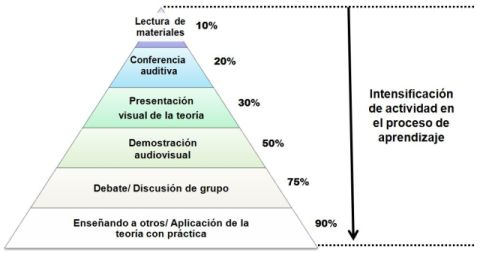 Lectura de
materiales
10%
Conferencia
auditiva
20%
Presentación
visual de la teoría
30%
Demostración
audiovisual
50%
Debate/ Discusión de grupo
75%
Enseñando a otros/ Aplicación de la
teoría con práctica
90%
Intensificación
de actividad en
el proceso de
aprendizaje